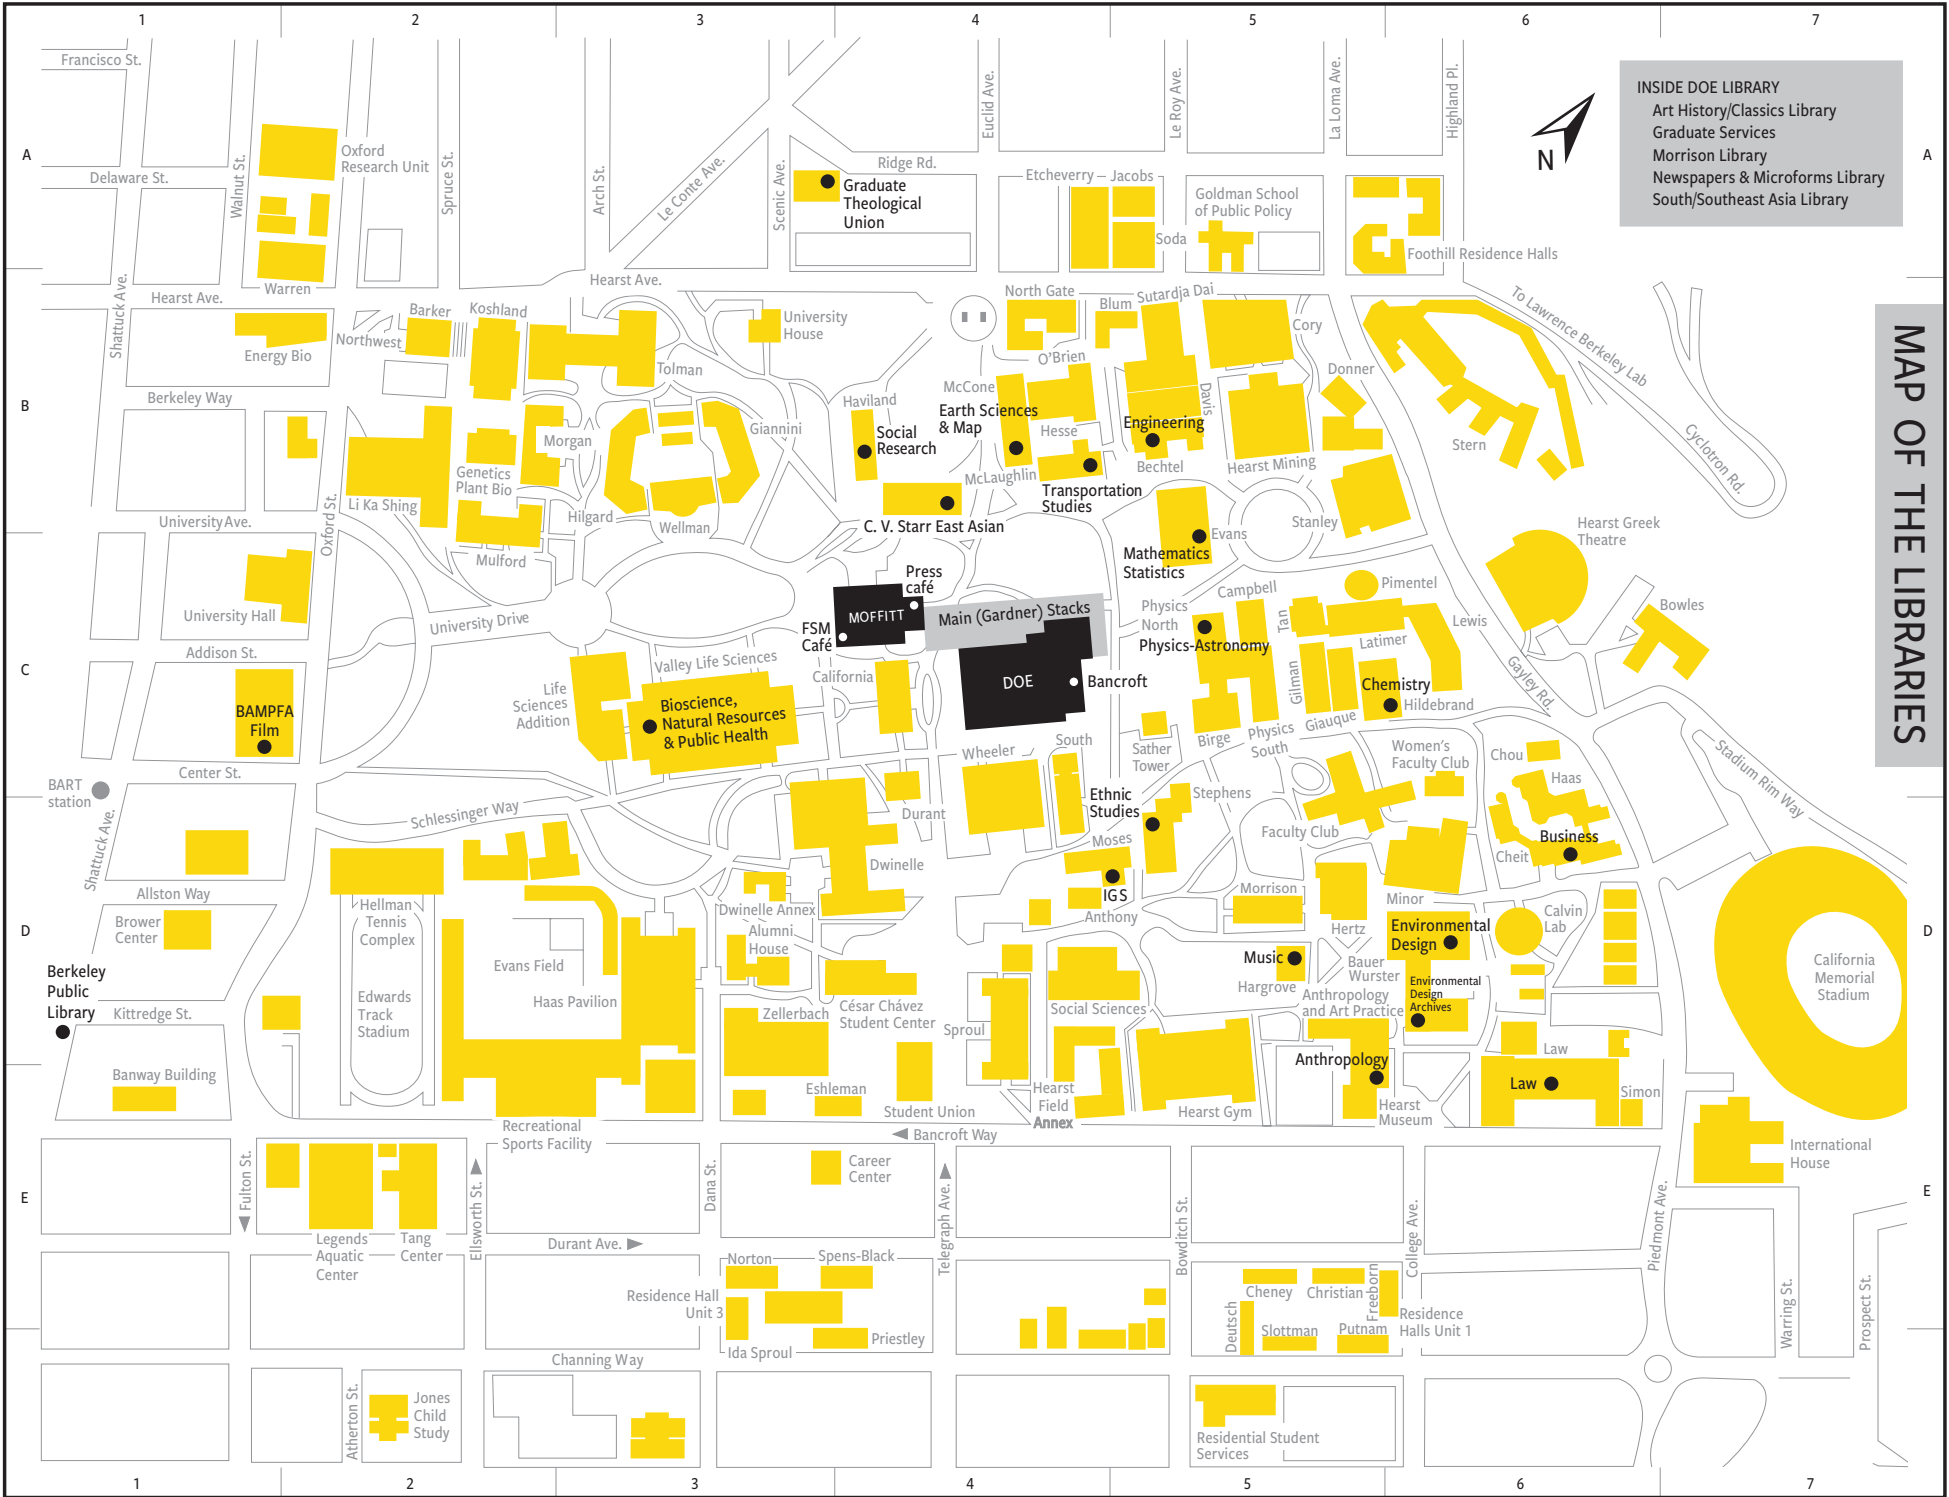 1
2
3
4
5
6
7
A
B
C
D
E
A
B
C
D
E
1
2
3
4
5
6
7
MAP OF THE LIBRARIES
INSIDE DOE LIBRARY
Art History/Classics Library
Graduate Services
Morrison Library
Newspapers & Microforms Library
South/Southeast Asia Library
N
Francisco St.
Delaware St.
Walnut St.
Oxford
Research Unit
Spruce St.
Arch St.
Le Conte Ave.
Scenic Ave.
Ridge Rd.
Graduate
Theological
Union
Euclid Ave.
Le Roy Ave.
La Loma Ave.
Highland Pl.
Etcheverry
Jacobs
Soda
Goldman School
of Public Policy
Foothill Residence Halls
Warren
Hearst Ave.
Hearst Ave.
Shattuck Ave.
Energy Bio
Berkeley Way
Northwest
Barker
Koshland
Tolman
University
House
North Gate
Blum
Sutardja Dai
Cory
To Lawrence Berkeley Lab
Cyclotron Rd.
O'Brien
McCone
Earth Sciences
& Map
Hesse
McLaughlin
Davis
Engineering
Bechtel
Hearst Mining
Donner
Stern
Haviland
Social
Research
Giannini
Morgan
Genetics
Plant Bio
Li Ka Shing
Hilgard
Wellman
Mulford
University Ave.
Oxford St.
Transportation
Studies
C. V. Starr East Asian
Evans
Stanley
Mathematics
Statistics
Hearst Greek
Theatre
University Hall
Addison St.
University Drive
Press
café
MOFFITT
Main (Gardner) Stacks
FSM
Café
California
DOE
Bancroft
Physics
North
Campbell
Physics-Astronomy
Tan
Pimentel
Latimer
Lewis
Gilman
Giauque
Chemistry
Hildebrand
Gayley Rd.
Bowles
Stadium Rim Way
BAMPFA
Film
Center St.
BART
station
Life
Sciences
Addition
Valley Life Sciences
Bioscience,
Natural Resources
& Public Health
Wheeler
South
Sather
Tower
Birge
Physics
South
Women's
Faculty Club
Chou
Haas
Schlessinger Way
Durant
Dwinelle
Ethnic
Studies
Stephens
Moses
IGS
Anthony
Faculty Club
Cheit
Business
Shattuck Ave.
Allston Way
Brower
Center
Hellman
Tennis
Complex
Dwinelle Annex
Alumni
House
Morrison
Hertz
Minor
Environmental
Design
Calvin
Lab
California
Memorial
Stadium
Berkeley
Public
Library
Kittredge St.
Edwards
Track
Stadium
Evans Field
Haas Pavilion
Zellerbach
César Chávez
Student Center
Sproul
Social Sciences
Music
Hargrove
Bauer
Wurster
Environmental
Design
Archives
Anthropology
and Art Practice
Anthropology
Law
Law
Simon
Banway Building
Eshleman
Student Union
Hearst
Field
Annex
Hearst Gym
Hearst
Museum
Recreational
Sports Facility
Bancroft Way
International
House
Fulton St.
Legends
Aquatic
Center
Tang
Center
Ellsworth St.
Durant Ave.
Dana St.
Career
Center
Telegraph Ave.
Bowditch St.
College Ave.
Piedmont Ave.
Warring St.
Prospect St.
Norton
Spens-Black
Residence Hall
Unit 3
Priestley
Ida Sproul
Cheney
Christian
Freeborn
Deutsch
Slottman
Putnam
Residence
Halls Unit 1
Channing Way
Atherton St.
Jones
Child
Study
Residential Student
Services